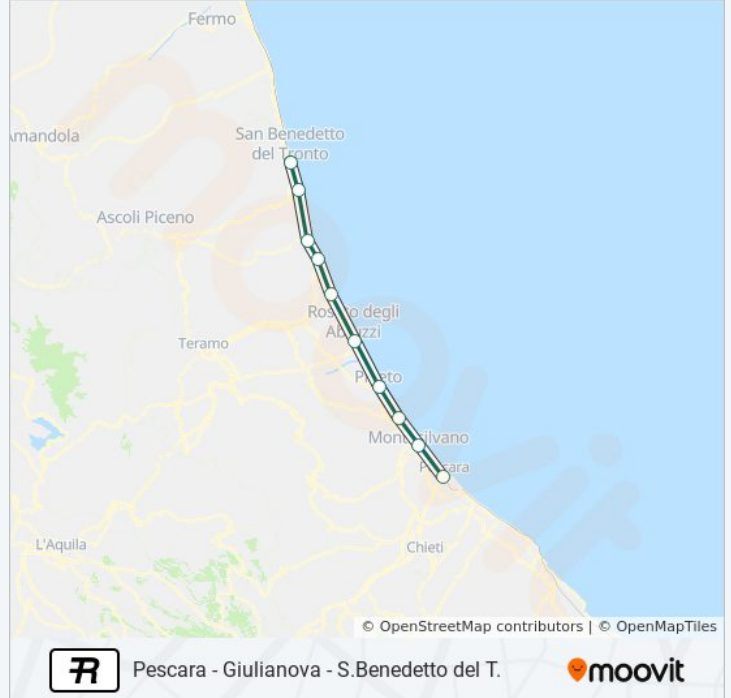 Fermo
Amandola
San Benedetto
del Tronto
Ascoli Piceno
Roseto degli
Abruzzi
Teramo
Pineto
Montesilvano
Pescara
L'Aquila
Chieti
© OpenStreetMap contributors | © OpenMapTiles
R Pescara - Giulianova - S.Benedetto del T. moovit